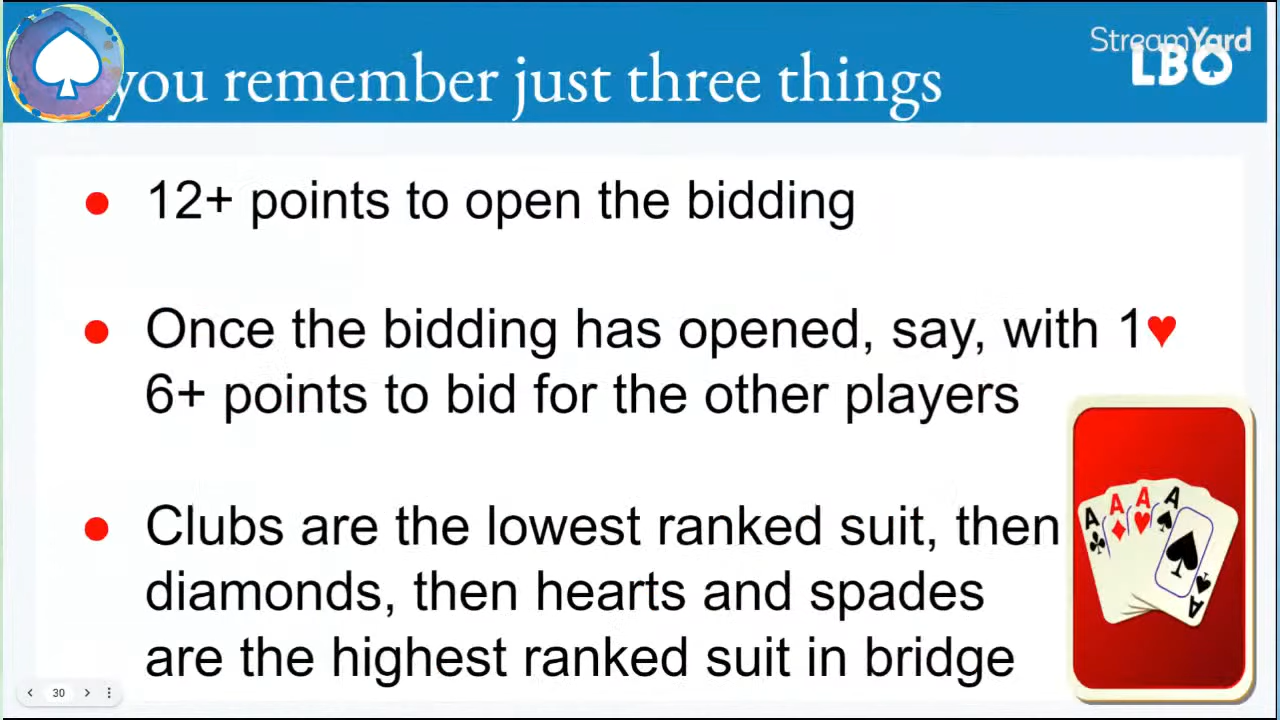 you remember just three things
StreamYard
LBO
12+ points to open the bidding
Once the bidding has opened, say, with 1♥
6+ points to bid for the other players
Clubs are the lowest ranked suit, then
diamonds, then hearts and spades
are the highest ranked suit in bridge
A A A A
A
30